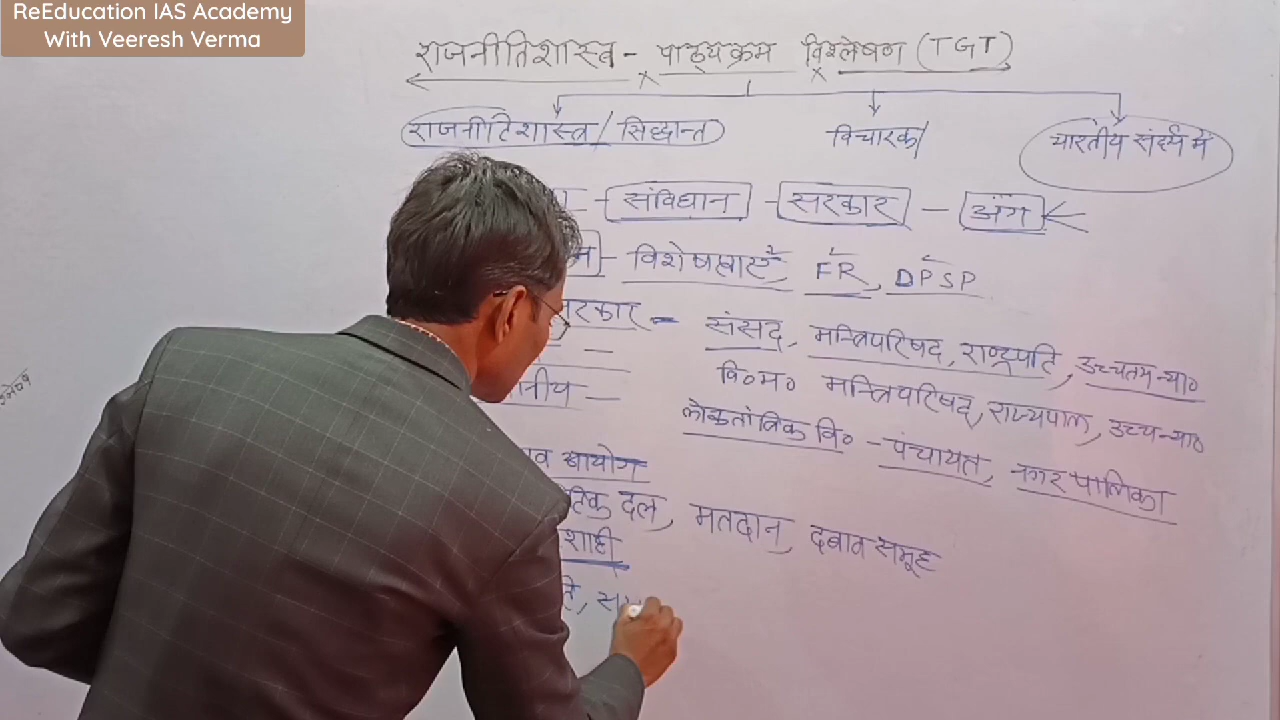 ReEducation IAS Academy
With Veeresh Verma
राजनीतिशास्त्र - पाठ्यक्रम विश्लेषण (TGT)
राजनीतिशास्त्र / सिद्धान्त विचारक / भारतीय संदर्भ में
- संविधान - सरकार - अंग
- विशेषताएँ, FR, DPSP
सरकार - संसद, मन्त्रिपरिषद, राष्ट्रपति, उच्चतम न्या०
- वि०म० मन्त्रिपरिषद, राज्यपाल, उच्च न्या०
- लोकतांत्रिक वि० - पंचायत, नगरपालिका
आयोग
दल, मतदान, दबाव समूह
शाही